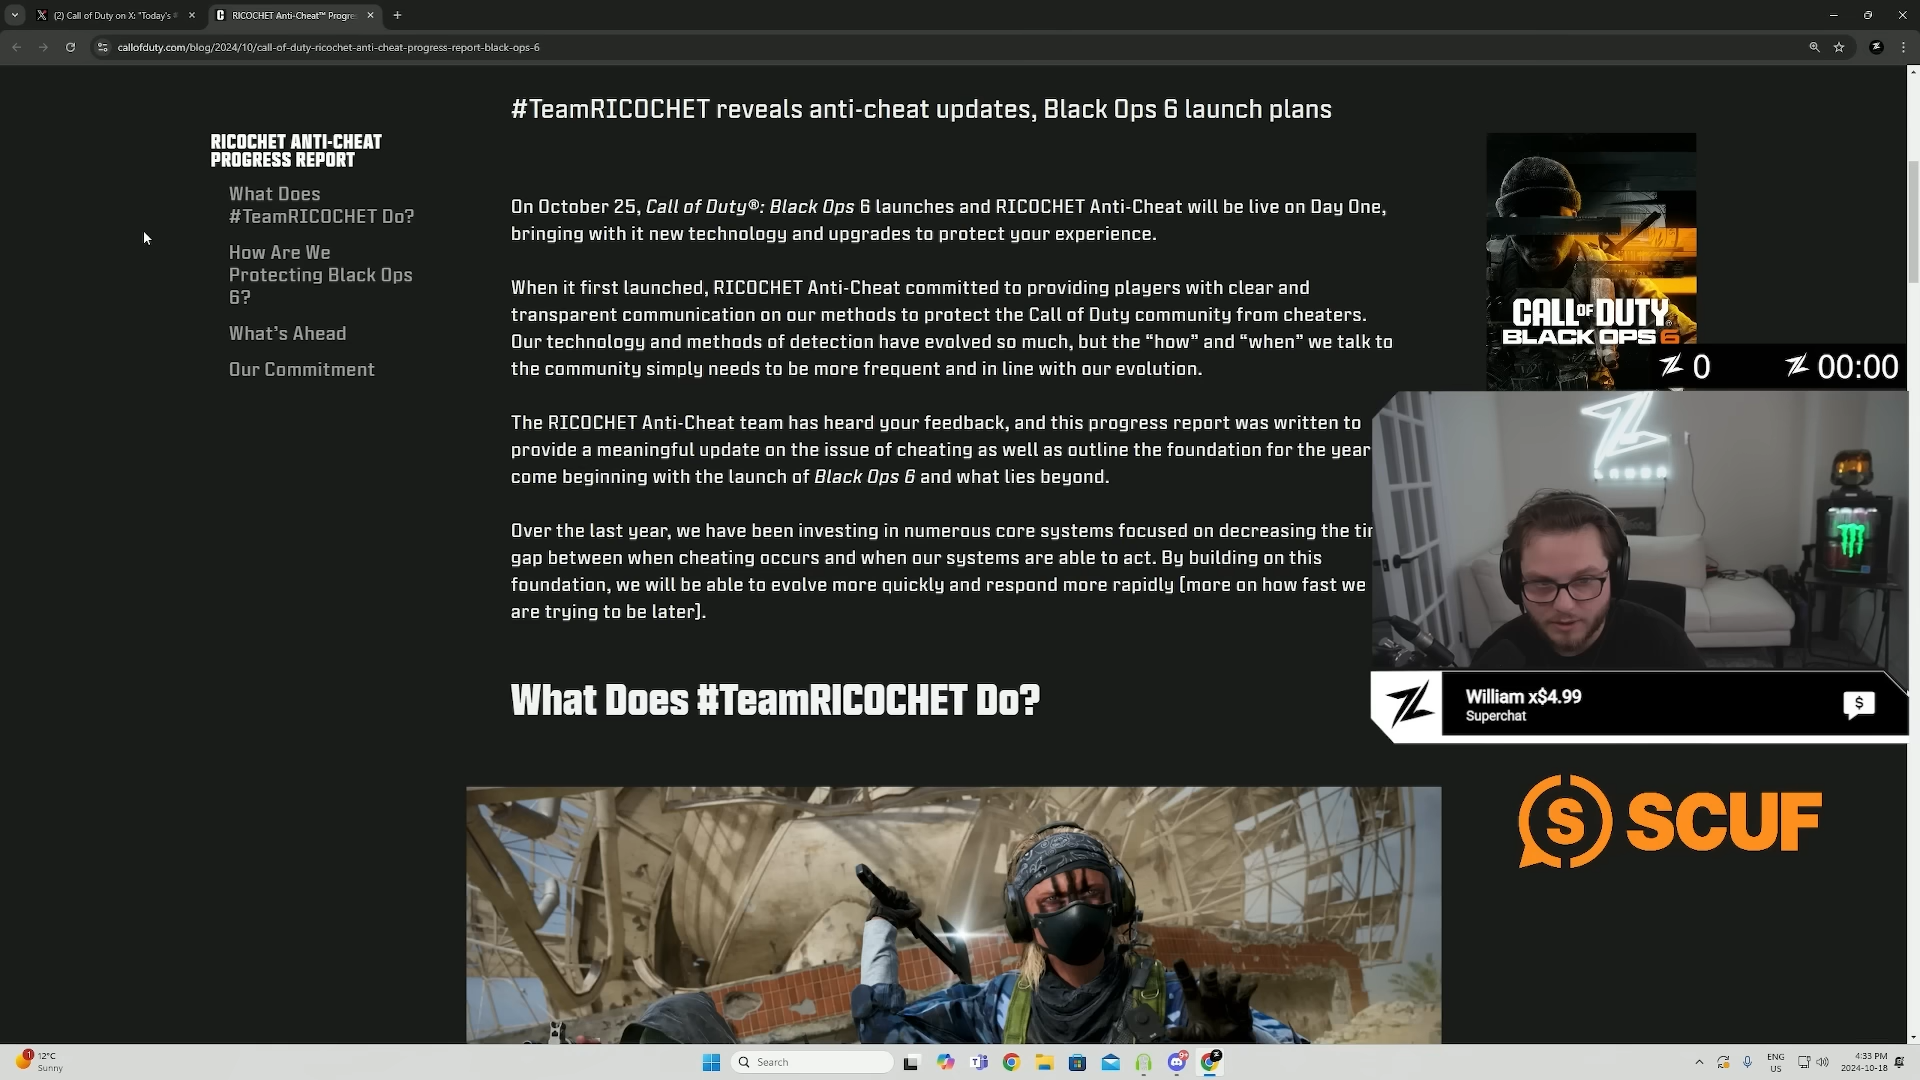 (2) Call of Duty on X: "Today's
RICOCHET Anti-Cheat™ Progre
callofduty.com/blog/2024/10/call-of-duty-ricochet-anti-cheat-progress-report-black-ops-6
#TeamRICOCHET reveals anti-cheat updates, Black Ops 6 launch plans
RICOCHET ANTI-CHEAT
PROGRESS REPORT
What Does
#TeamRICOCHET Do?
How Are We
Protecting Black Ops
6?
What's Ahead
Our Commitment
On October 25, Call of Duty®: Black Ops 6 launches and RICOCHET Anti-Cheat will be live on Day One,
bringing with it new technology and upgrades to protect your experience.
When it first launched, RICOCHET Anti-Cheat committed to providing players with clear and
transparent communication on our methods to protect the Call of Duty community from cheaters.
Our technology and methods of detection have evolved so much, but the “how” and “when” we talk to
the community simply needs to be more frequent and in line with our evolution.
The RICOCHET Anti-Cheat team has heard your feedback, and this progress report was written to
provide a meaningful update on the issue of cheating as well as outline the foundation for the year
come beginning with the launch of Black Ops 6 and what lies beyond.
Over the last year, we have been investing in numerous core systems focused on decreasing the
gap between when cheating occurs and when our systems are able to act. By building on this
foundation, we will be able to evolve more quickly and respond more rapidly [more on how fast we
are trying to be later].
What Does #TeamRICOCHET Do?
CALL OF DUTY
BLACK OPS 6
0
00:00
William x$4.99
Superchat
$
S SCUF
1
12°C
Sunny
Search
9+
ENG
US
4:33 PM
2024-10-18